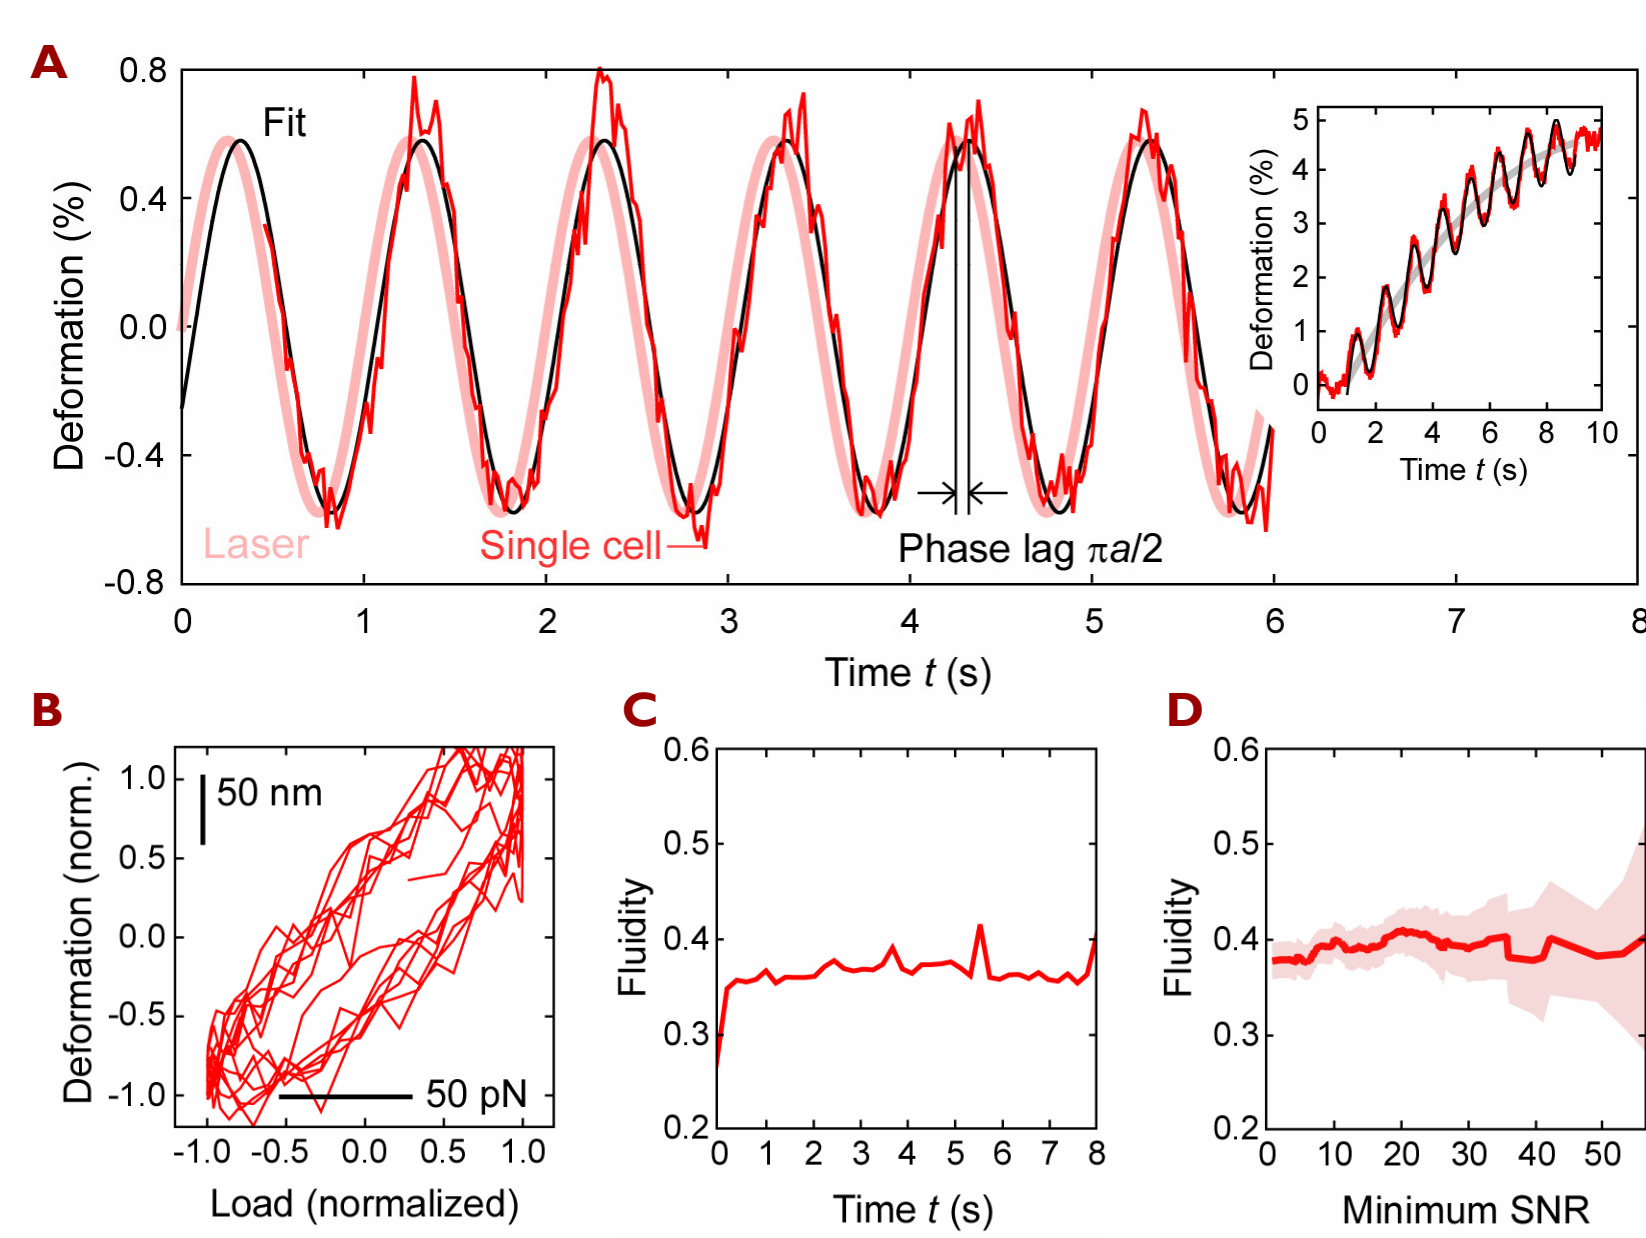 A
0.8
0.4
0.0
-0.4
-0.8
Deformation (%)
Fit
Laser
Single cell
Phase lag πa/2
0 1 2 3 4 5 6 7 8
Time t (s)
5
4
3
2
1
0
Deformation (%)
0 2 4 6 8 10
Time t (s)
B
1.0
0.5
0.0
-0.5
-1.0
Deformation (norm.)
50 nm
50 pN
-1.0 -0.5 0.0 0.5 1.0
Load (normalized)
C
0.6
0.5
0.4
0.3
0.2
Fluidity
0 1 2 3 4 5 6 7 8
Time t (s)
D
0.6
0.5
0.4
0.3
0.2
Fluidity
0 10 20 30 40 50
Minimum SNR